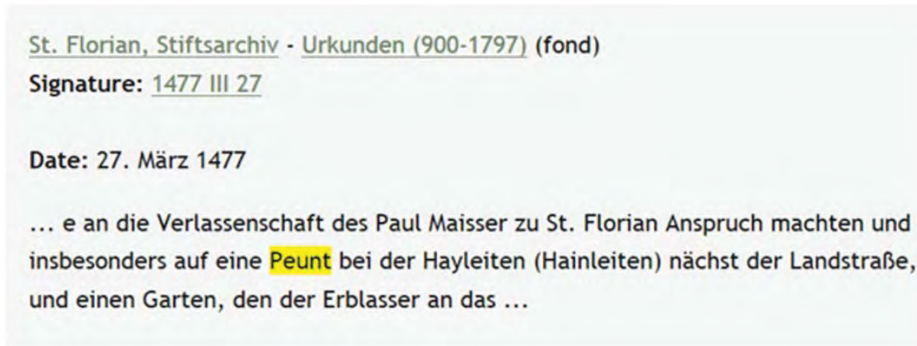 St. Florian, Stiftsarchiv - Urkunden (900-1797) (fond)
Signature: 1477 III 27
Date: 27. März 1477
... e an die Verlassenschaft des Paul Maisser zu St. Florian Anspruch machten und
insbesonders auf eine Peunt bei der Hayleiten (Hainleiten) nächst der Landstraße,
und einen Garten, den der Erblasser an das ...